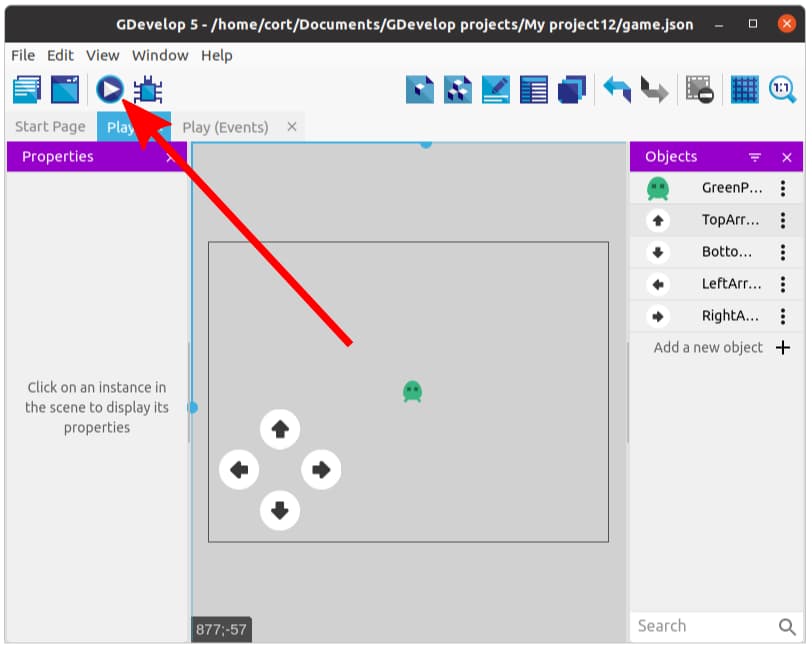 GDevelop 5 - /home/cort/Documents/GDevelop projects/My project12/game.json
File Edit View Window Help
1:1
Start Page
Play
Play (Events)
Properties
Objects
GreenP...
TopArr...
Botto...
LeftArr...
RightA...
Add a new object
Click on an instance in
the scene to display its
properties
877;-57
Search